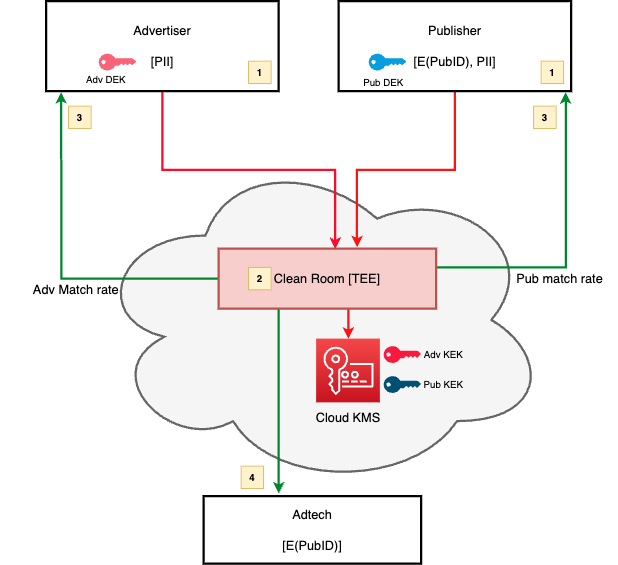 Advertiser
[PII]
Adv DEK
1
Publisher
[E(PubID), PII]
Pub DEK
1
3
3
2
Clean Room [TEE]
Adv Match rate
Pub match rate
Adv KEK
Pub KEK
Cloud KMS
4
Adtech
[E(PubID)]